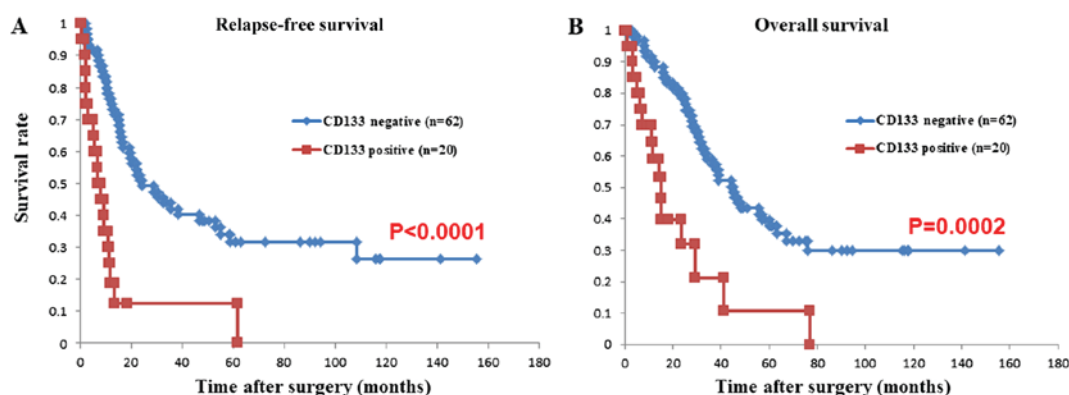 A
Relapse-free survival
Survival rate
1
0.9
0.8
0.7
0.6
0.5
0.4
0.3
0.2
0.1
0
CD133 negative (n=62)
CD133 positive (n=20)
P<0.0001
0 20 40 60 80 100 120 140 160 180
Time after surgery (months)
B
Overall survival
1
0.9
0.8
0.7
0.6
0.5
0.4
0.3
0.2
0.1
0
CD133 negative (n=62)
CD133 positive (n=20)
P=0.0002
0 20 40 60 80 100 120 140 160 180
Time after surgery (months)